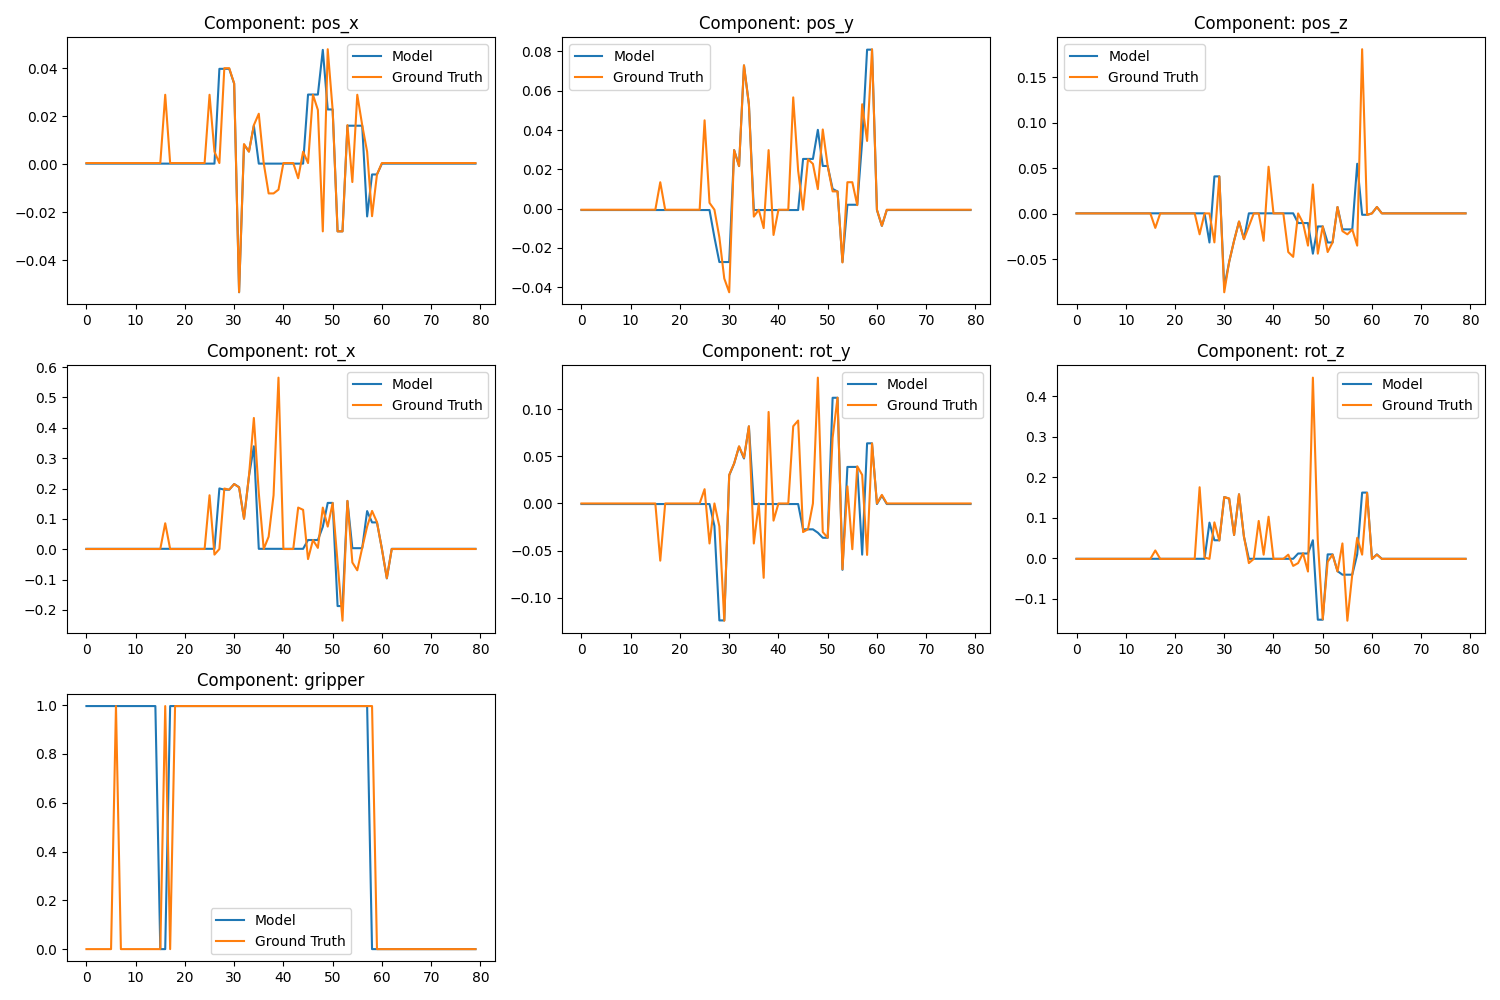 Component: pos_x
Model
Ground Truth
0.04
0.02
0.00
−0.02
−0.04
0 10 20 30 40 50 60 70 80
Component: pos_y
Model
Ground Truth
0.08
0.06
0.04
0.02
0.00
−0.02
−0.04
0 10 20 30 40 50 60 70 80
Component: pos_z
Model
Ground Truth
0.15
0.10
0.05
0.00
−0.05
0 10 20 30 40 50 60 70 80
Component: rot_x
Model
Ground Truth
0.6
0.5
0.4
0.3
0.2
0.1
0.0
−0.1
−0.2
0 10 20 30 40 50 60 70 80
Component: rot_y
Model
Ground Truth
0.10
0.05
0.00
−0.05
−0.10
0 10 20 30 40 50 60 70 80
Component: rot_z
Model
Ground Truth
0.4
0.3
0.2
0.1
0.0
−0.1
0 10 20 30 40 50 60 70 80
Component: gripper
1.0
0.8
0.6
0.4
0.2
0.0
Model
Ground Truth
0 10 20 30 40 50 60 70 80